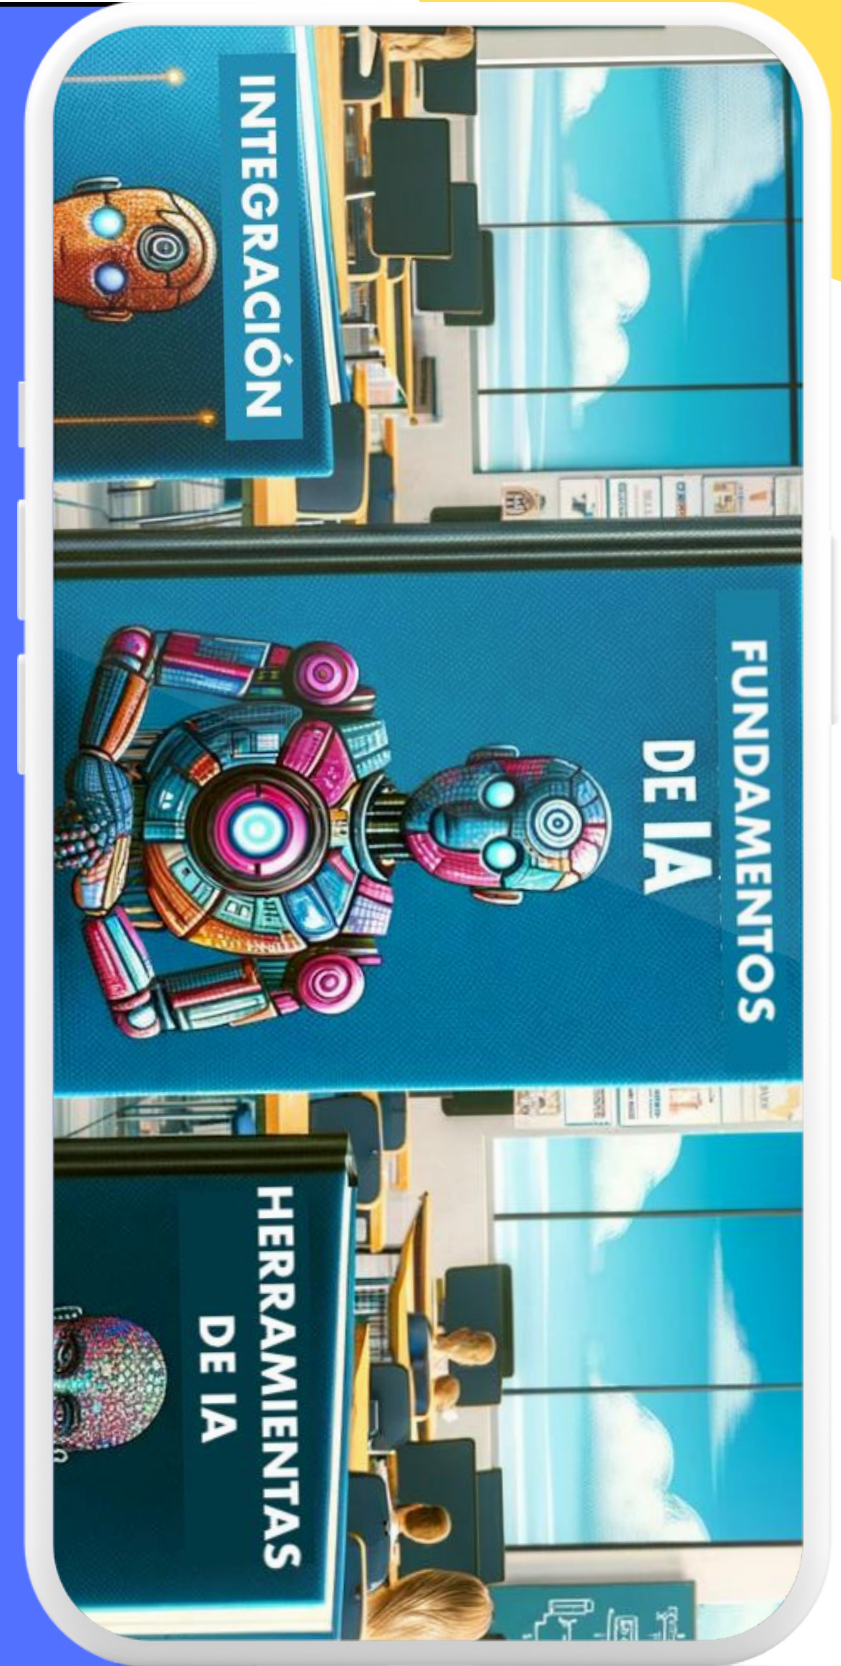 INTEGRACIÓN
FUNDAMENTOS
DE IA
HERRAMIENTAS
DE IA